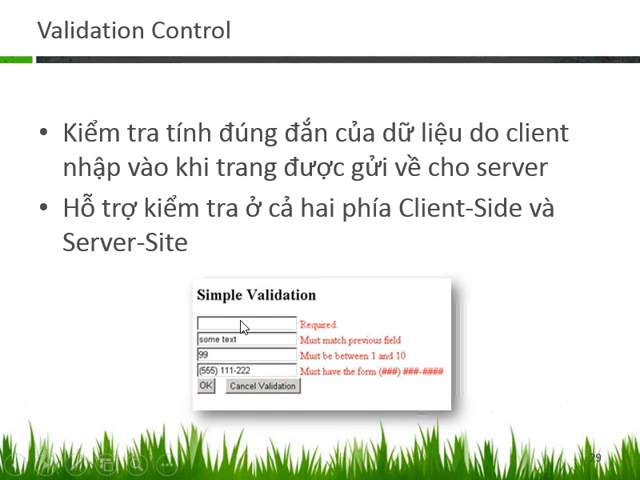 Validation Control
• Kiểm tra tính đúng đắn của dữ liệu do client
nhập vào khi trang được gửi về cho server
• Hỗ trợ kiểm tra ở cả hai phía Client-Side và
Server-Site
Simple Validation
Required.
some text Must match previous field
99 Must be between 1 and 10
(555) 111-222 Must have the form (###) ###-####
OK Cancel Validation
29